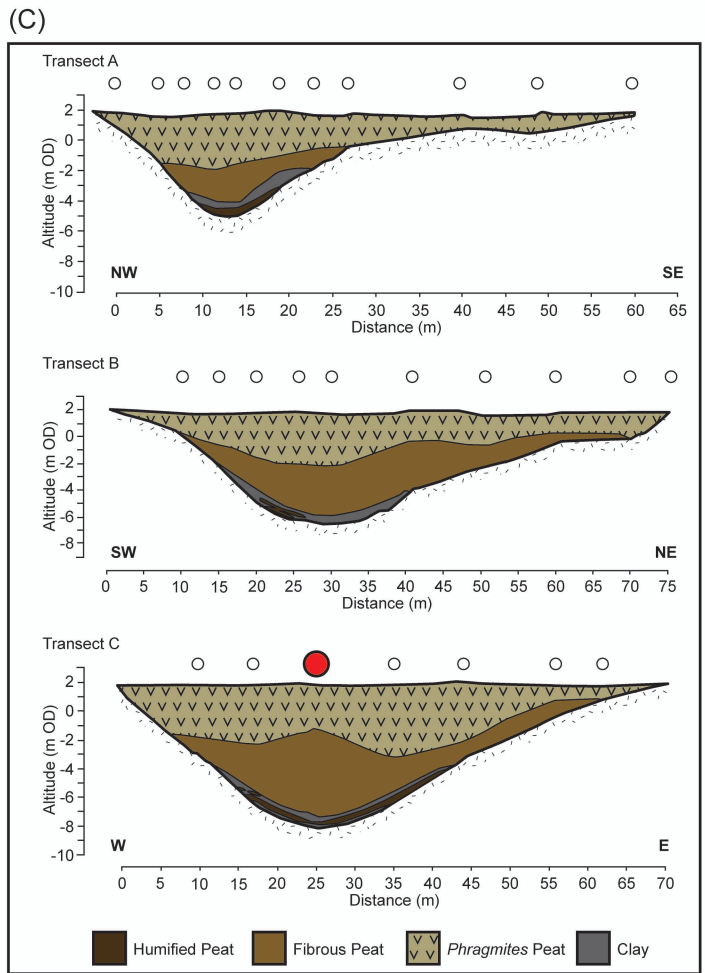 (C)
Transect A
2
0
-2
-4
-6
-8
-10
Altitude (m OD)
NW
SE
0 5 10 15 20 25 30 35 40 45 50 55 60 65
Distance (m)
Transect B
2
0
-2
-4
-6
-8
Altitude (m OD)
SW
NE
0 5 10 15 20 25 30 35 40 45 50 55 60 65 70 75
Distance (m)
Transect C
2
0
-2
-4
-6
-8
-10
Altitude (m OD)
W
E
0 5 10 15 20 25 30 35 40 45 50 55 60 65 70
Distance (m)
Humified Peat
Fibrous Peat
Phragmites Peat
Clay